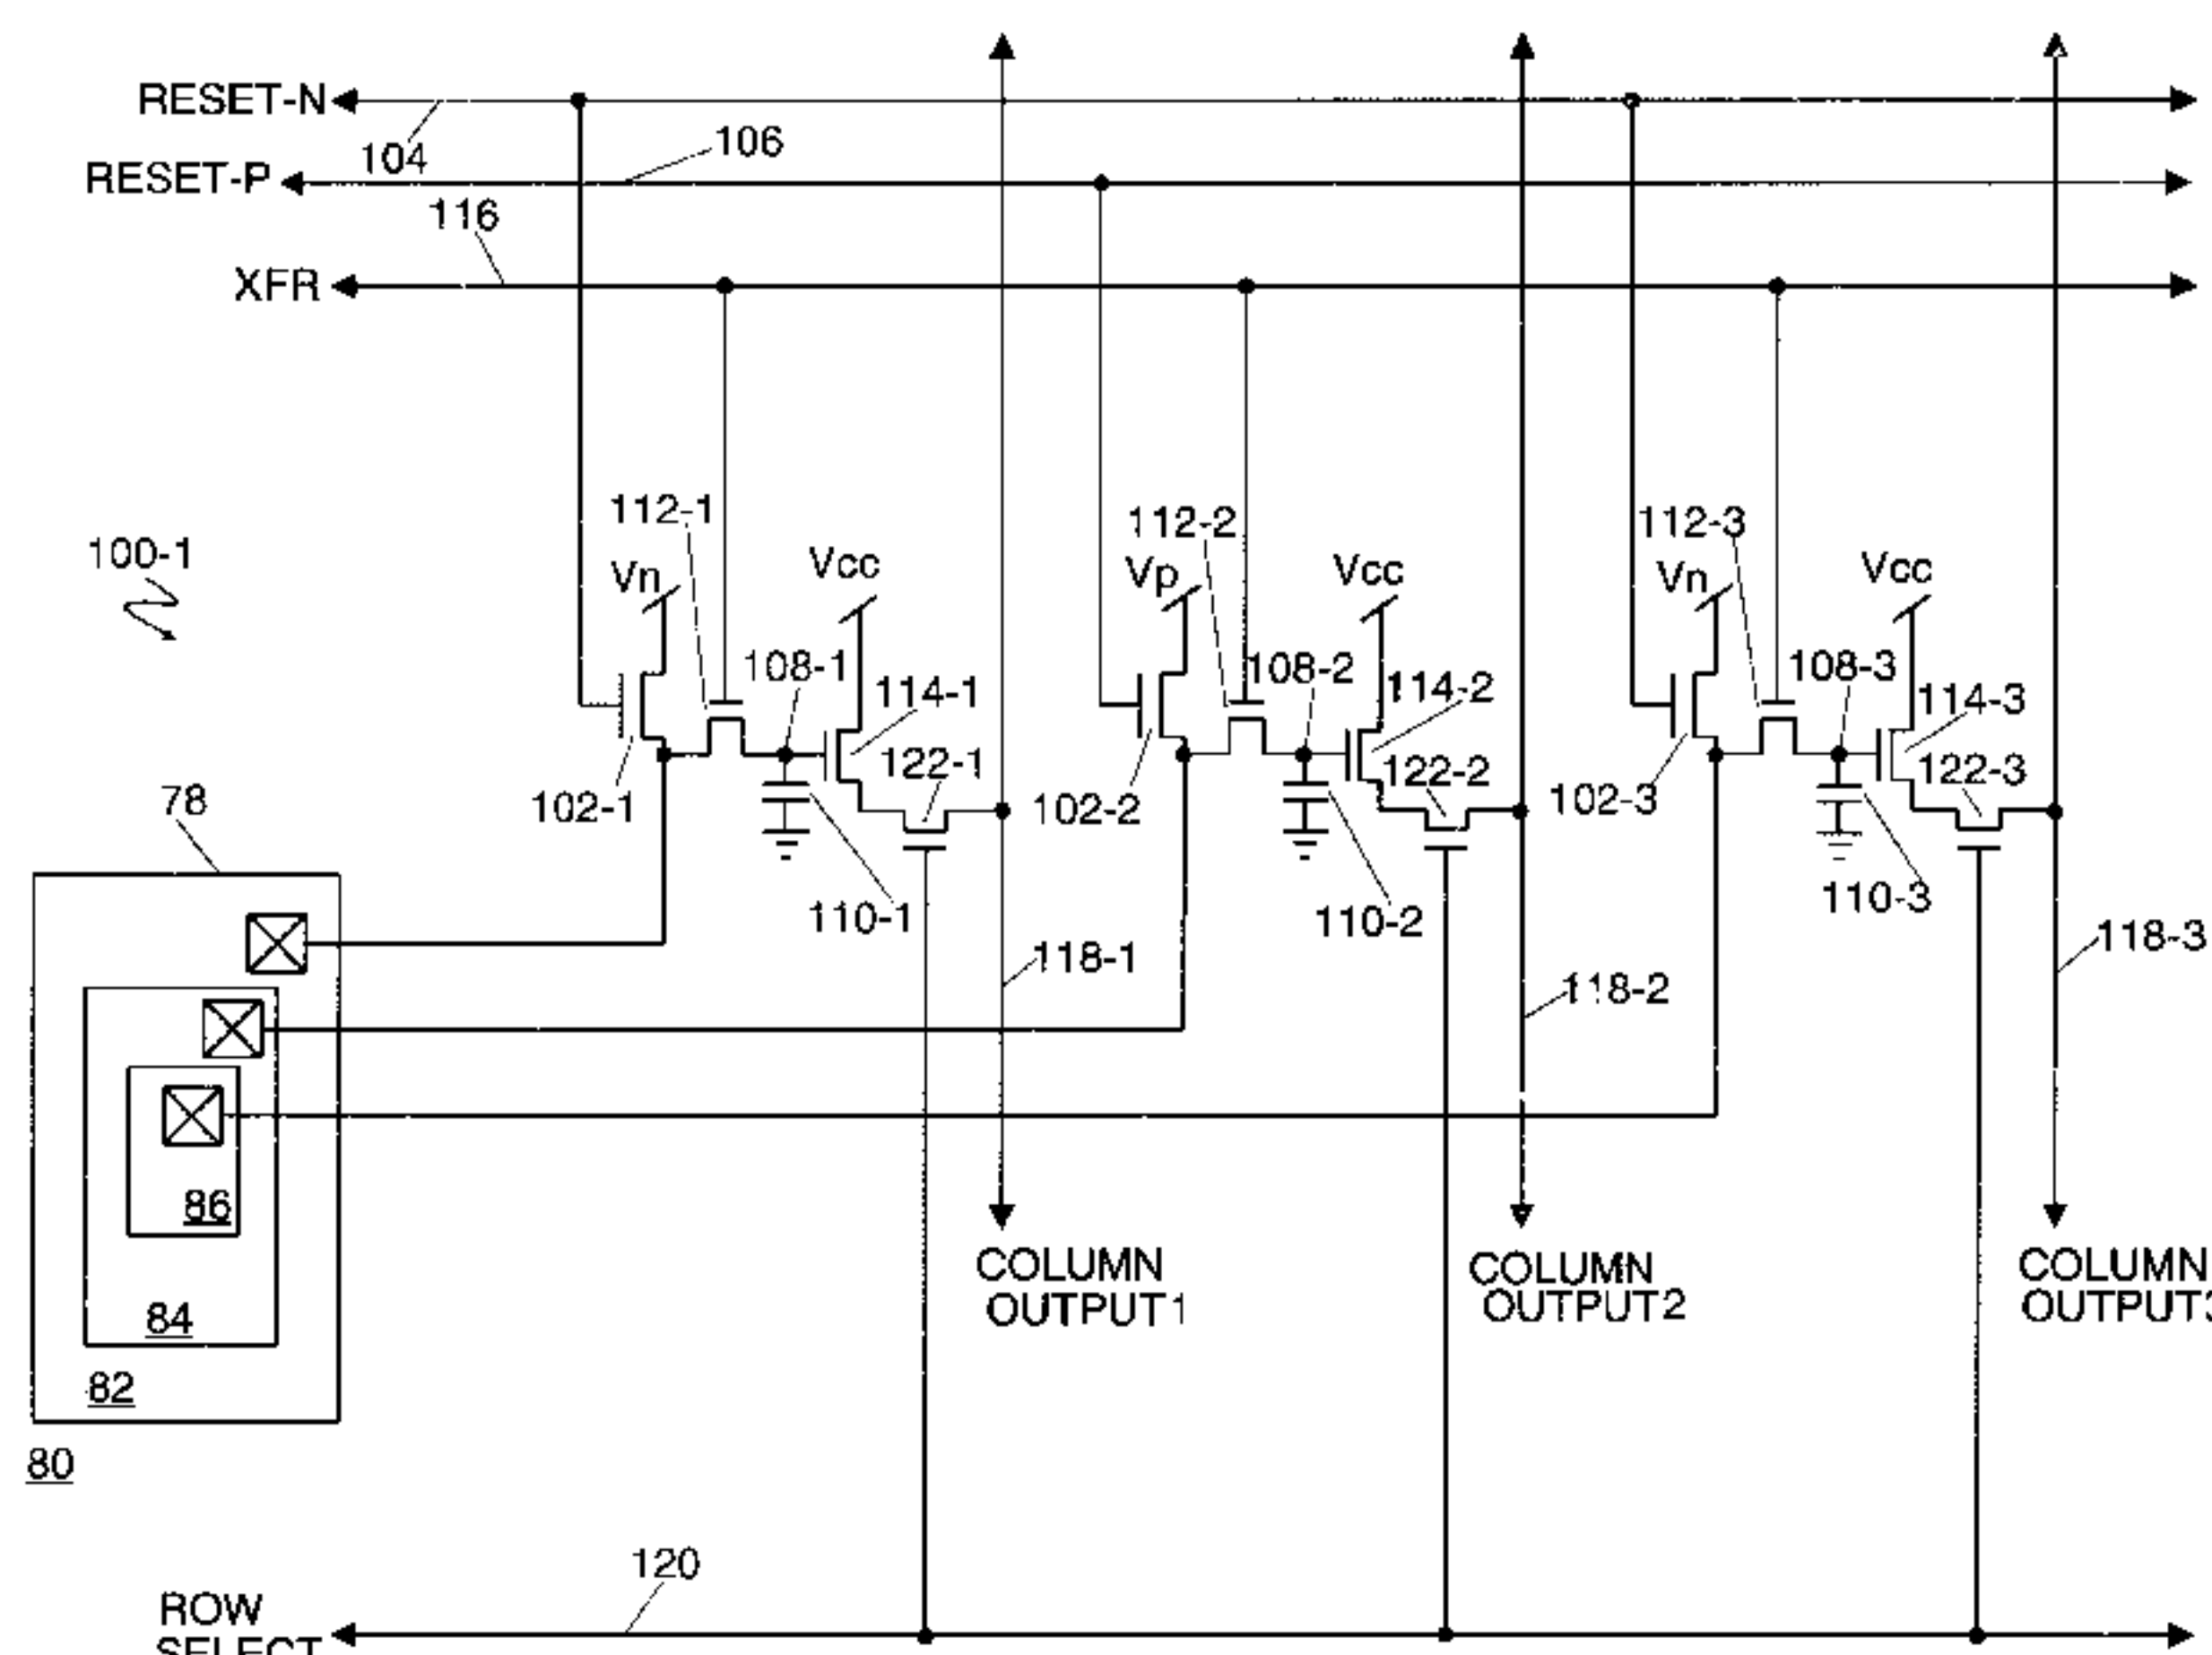 RESET-N
104
106
RESET-P
116
XFR
112-1
112-2
112-3
100-1
Vn
Vcc
Vp
Vcc
Vn
Vcc
108-1
108-2
108-3
114-1
114-2
114-3
122-1
122-2
122-3
102-1
102-2
102-3
78
110-1
110-2
110-3
118-1
118-2
118-3
86
84
82
80
COLUMN
OUTPUT1
COLUMN
OUTPUT2
COLUMN
OUTPUT3
120
ROW
SELECT